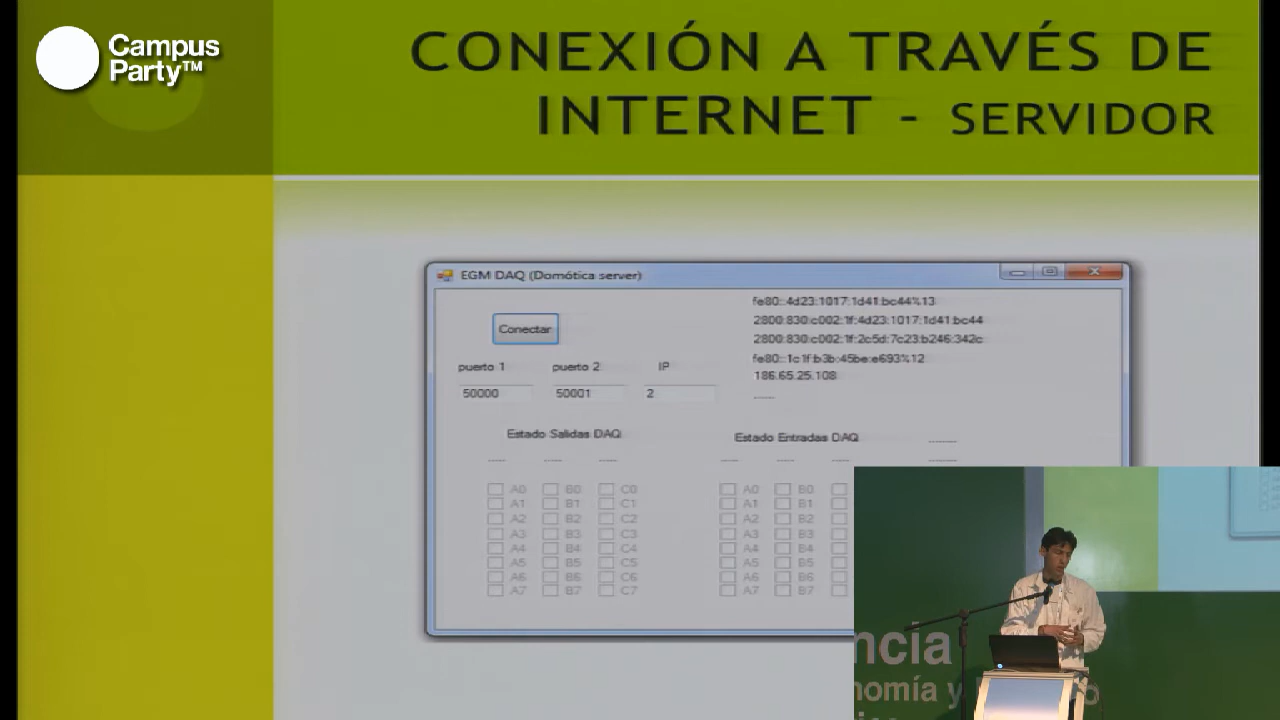 Campus
Party™
CONEXIÓN A TRAVÉS DE
INTERNET - SERVIDOR
EGM DAQ (Domótica server)
Conectar
fe80::4d23:1017:1d41:bc44%13
2800:830:c002:1f:4d23:1017:1d41:bc44
2800:830:c002:1f:2c5d:7c23:b246:342c
fe80::1c1f:b3b:45be:e693%12
186.65.25.108
-----
puerto 1 puerto 2 IP
50000 50001 2
Estado Salidas DAQ Estado Entradas DAQ
A0 B0 C0 A0 B0
A1 B1 C1 A1 B1
A2 B2 C2 A2 B2
A3 B3 C3 A3 B3
A4 B4 C4 A4 B4
A5 B5 C5 A5 B5
A6 B6 C6 A6 B6
A7 B7 C7 A7 B7
ncia
nomía y